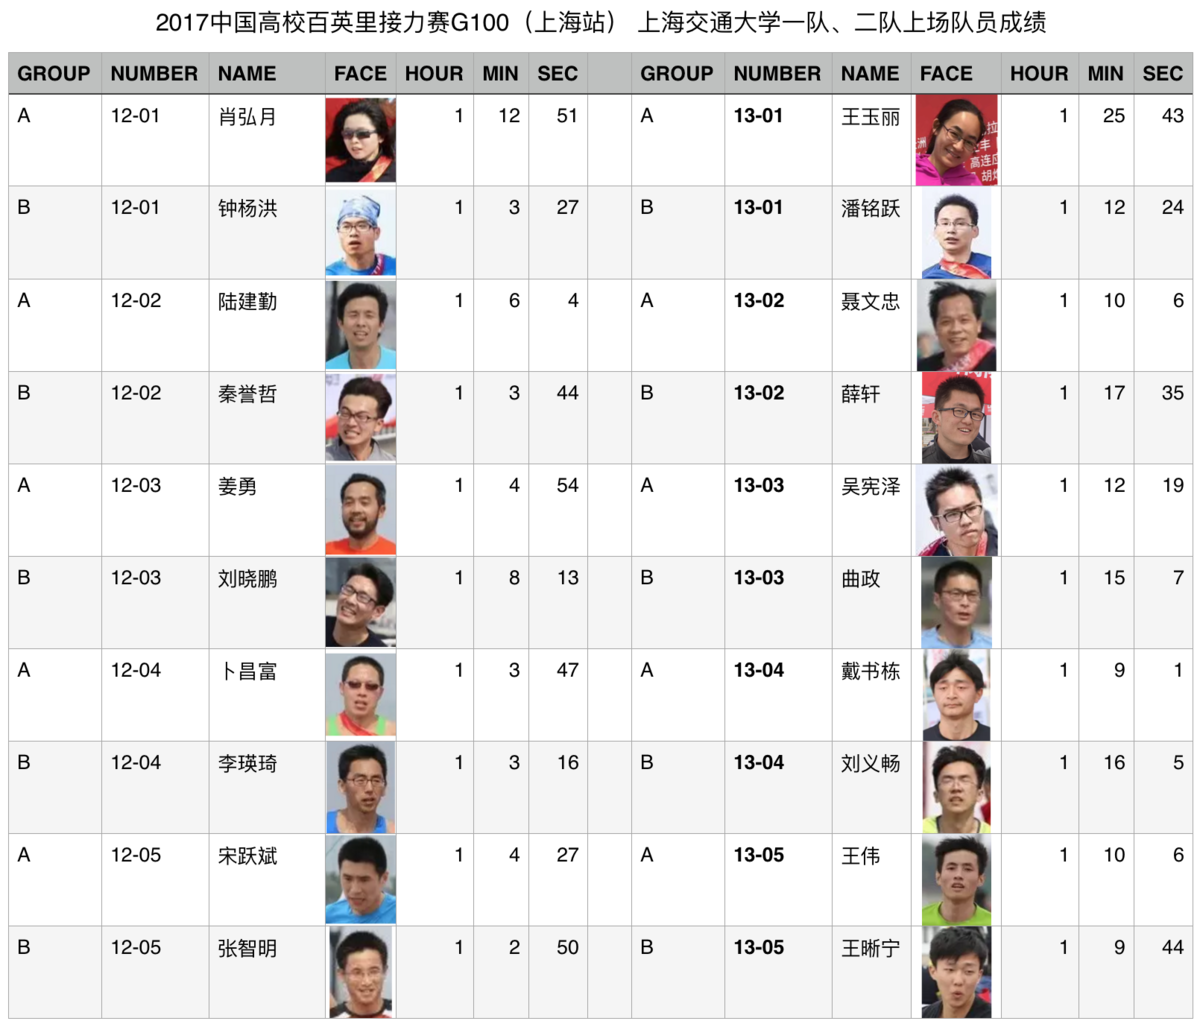 2017中国高校百英里接力赛G100（上海站） 上海交通大学一队、二队上场队员成绩
GROUP NUMBER NAME FACE HOUR MIN SEC GROUP NUMBER NAME FACE HOUR MIN SEC
A 12-01 肖弘月 1 12 51 A 13-01 王玉丽 1 25 43
B 12-01 钟杨洪 1 3 27 B 13-01 潘铭跃 1 12 24
A 12-02 陆建勤 1 6 4 A 13-02 聂文忠 1 10 6
B 12-02 秦誉哲 1 3 44 B 13-02 薛轩 1 17 35
A 12-03 姜勇 1 4 54 A 13-03 吴宪泽 1 12 19
B 12-03 刘晓鹏 1 8 13 B 13-03 曲政 1 15 7
A 12-04 卜昌富 1 3 47 A 13-04 戴书栋 1 9 1
B 12-04 李瑛琦 1 3 16 B 13-04 刘义畅 1 16 5
A 12-05 宋跃斌 1 4 27 A 13-05 王伟 1 10 6
B 12-05 张智明 1 2 50 B 13-05 王晰宁 1 9 44